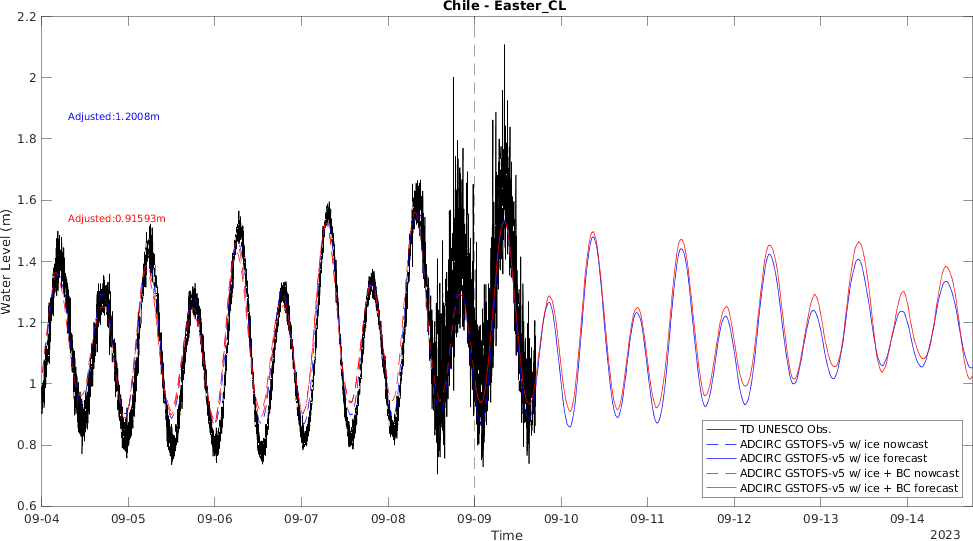 Chile - Easter_CL
2.2
2
1.8
1.6
1.4
1.2
1
0.8
0.6
Water Level (m)
Adjusted:1.2008m
Adjusted:0.91593m
TD UNESCO Obs.
ADCIRC GSTOFS-v5 w/ ice nowcast
ADCIRC GSTOFS-v5 w/ ice forecast
ADCIRC GSTOFS-v5 w/ ice + BC nowcast
ADCIRC GSTOFS-v5 w/ ice + BC forecast
09-04 09-05 09-06 09-07 09-08 09-09 09-10 09-11 09-12 09-13 09-14
Time
2023